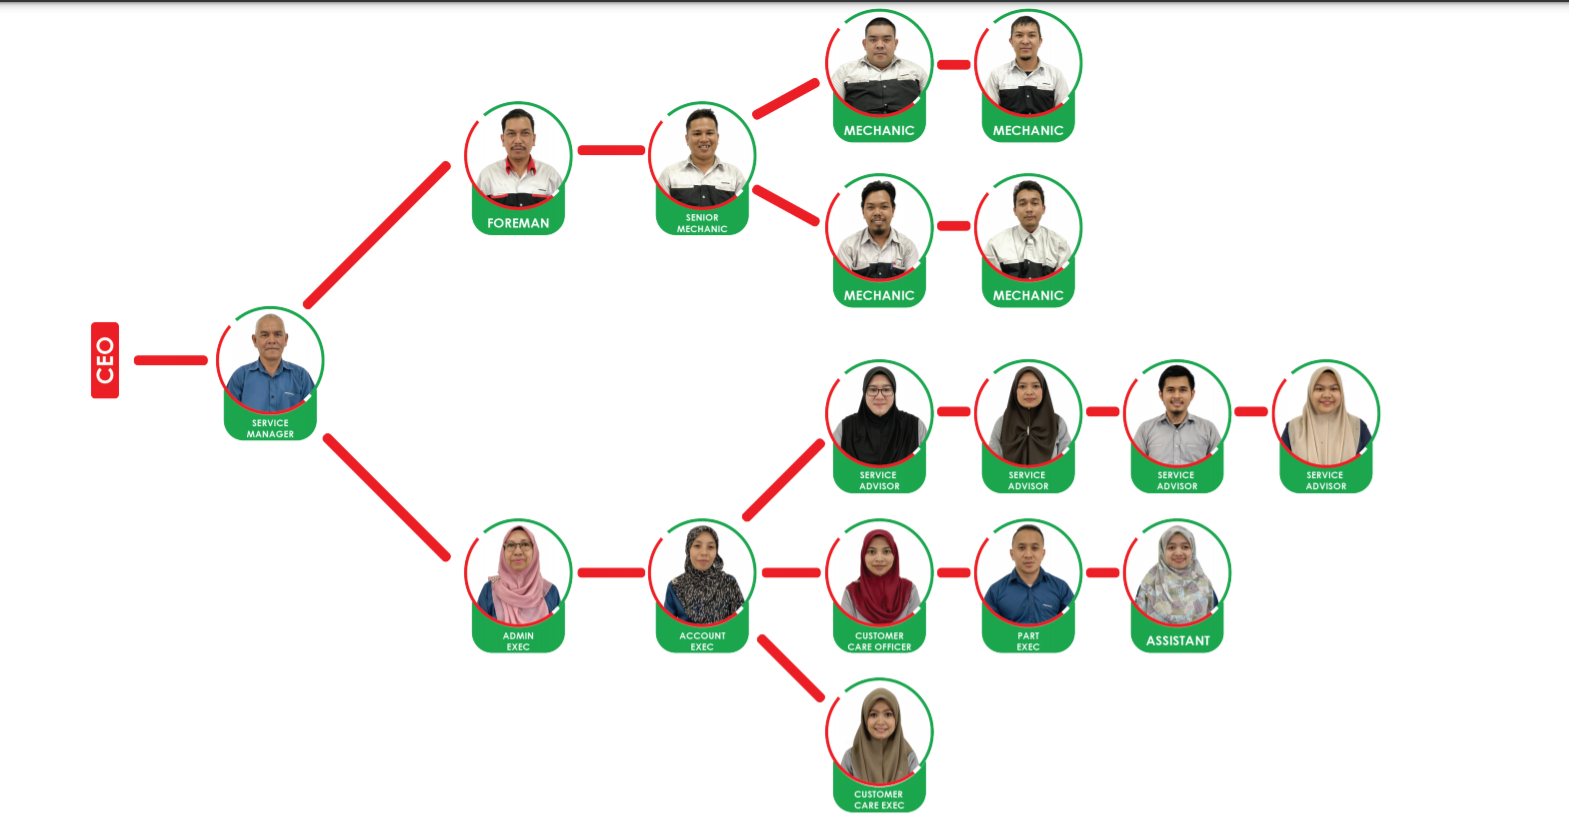 MECHANIC
MECHANIC
FOREMAN
SENIOR
MECHANIC
MECHANIC
MECHANIC
CEO
SERVICE
MANAGER
SERVICE
ADVISOR
SERVICE
ADVISOR
SERVICE
ADVISOR
SERVICE
ADVISOR
ADMIN
EXEC
ACCOUNT
EXEC
CUSTOMER
CARE OFFICER
PART
EXEC
ASSISTANT
CUSTOMER
CARE EXEC